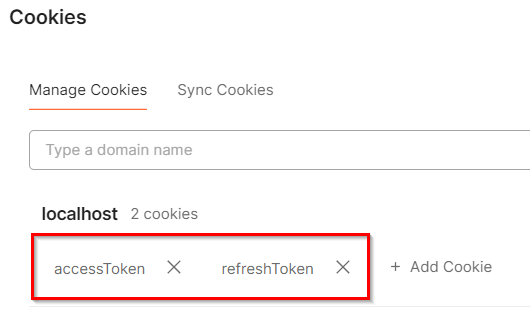 Cookies
Manage Cookies Sync Cookies
Type a domain name
localhost 2 cookies
accessToken × refreshToken × + Add Cookie